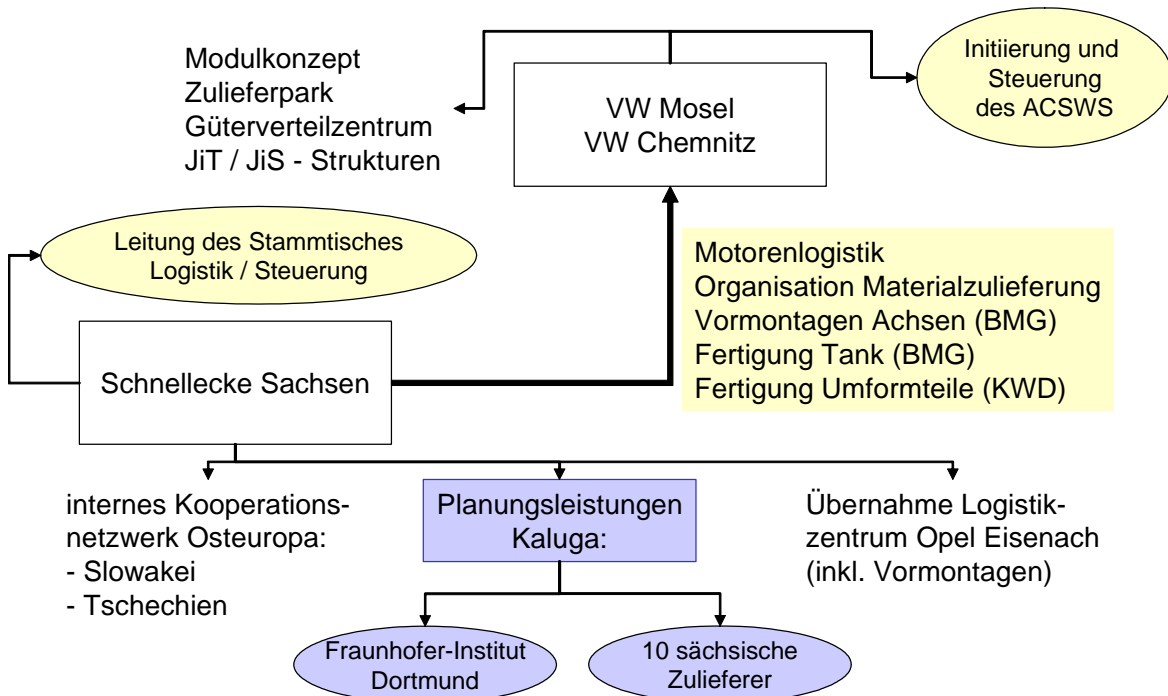 Modulkonzept
Zulieferpark
Güterverteilzentrum
JiT / JiS - Strukturen
VW Mosel
VW Chemnitz
Initiierung und
Steuerung
des ACSWS
Leitung des Stammtisches
Logistik / Steuerung
Motorenlogistik
Organisation Materialzulieferung
Vormontagen Achsen (BMG)
Fertigung Tank (BMG)
Fertigung Umformteile (KWD)
Schnellecke Sachsen
internes Kooperations-
netzwerk Osteuropa:
- Slowakei
- Tschechien
Planungsleistungen
Kaluga:
Übernahme Logistik-
zentrum Opel Eisenach
(inkl. Vormontagen)
Fraunhofer-Institut
Dortmund
10 sächsische
Zulieferer